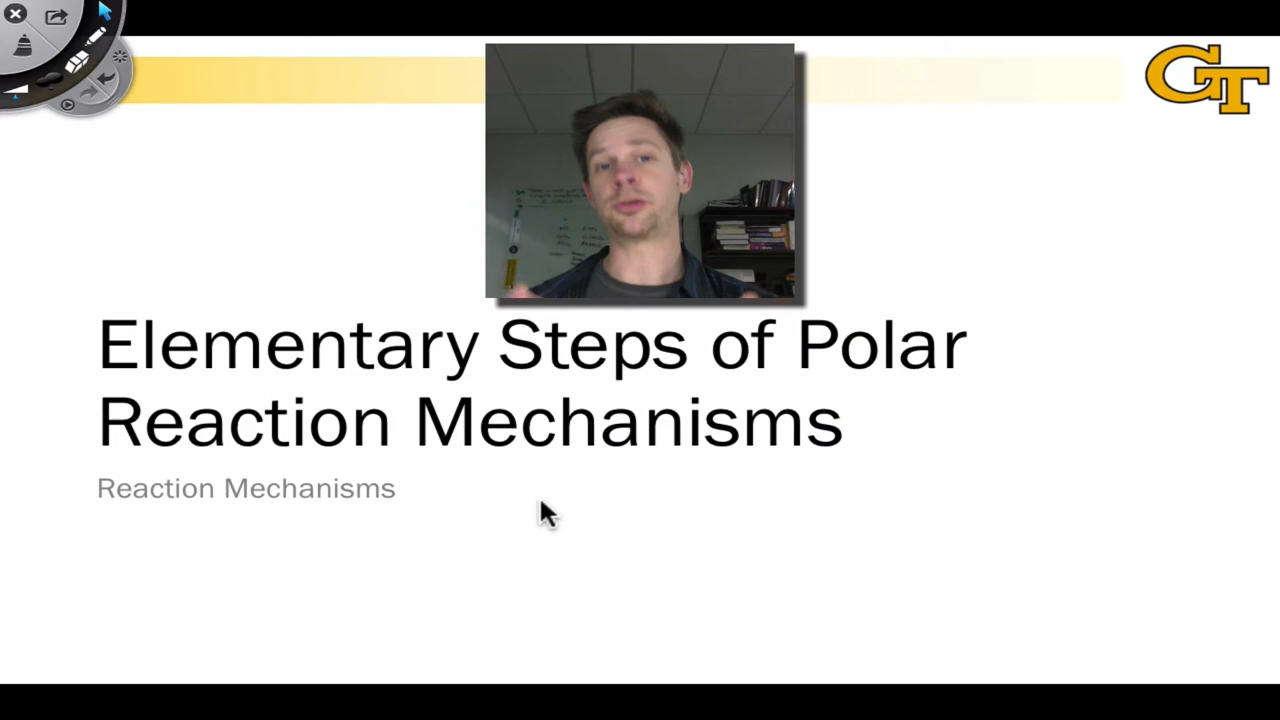 GT
Elementary Steps of Polar
Reaction Mechanisms
Reaction Mechanisms